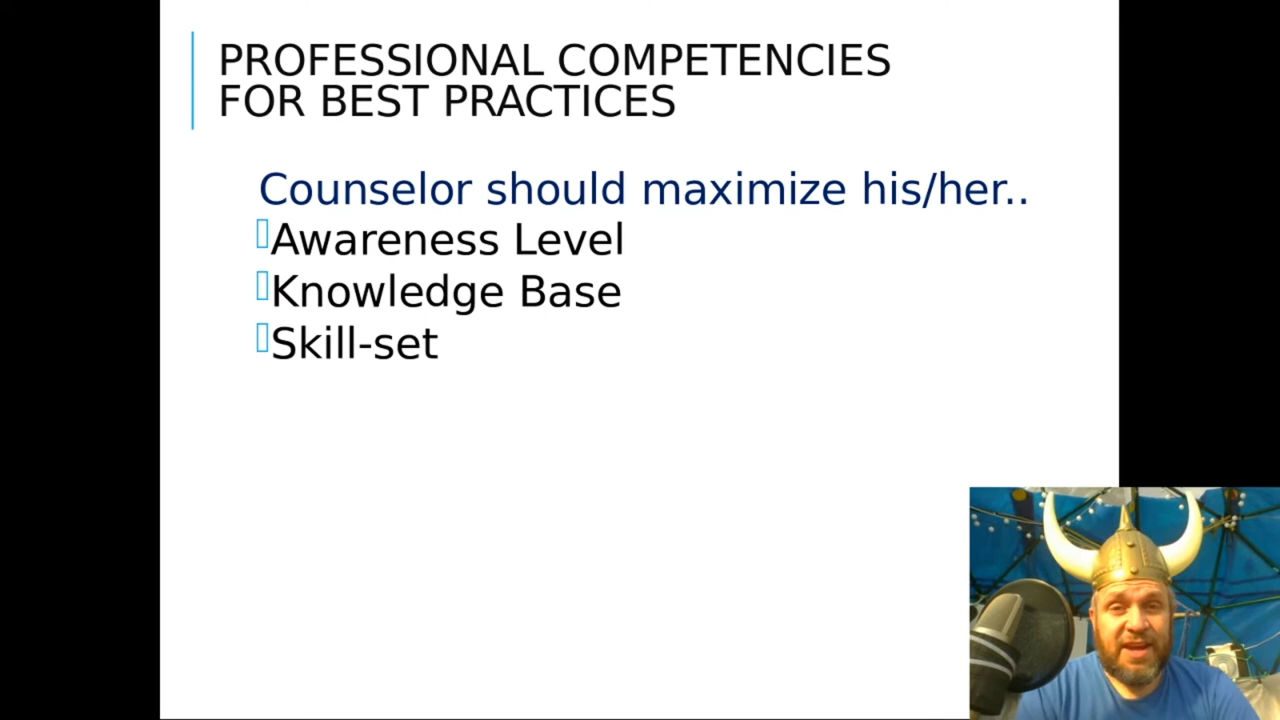 PROFESSIONAL COMPETENCIES
FOR BEST PRACTICES
Counselor should maximize his/her..
Awareness Level
Knowledge Base
Skill-set